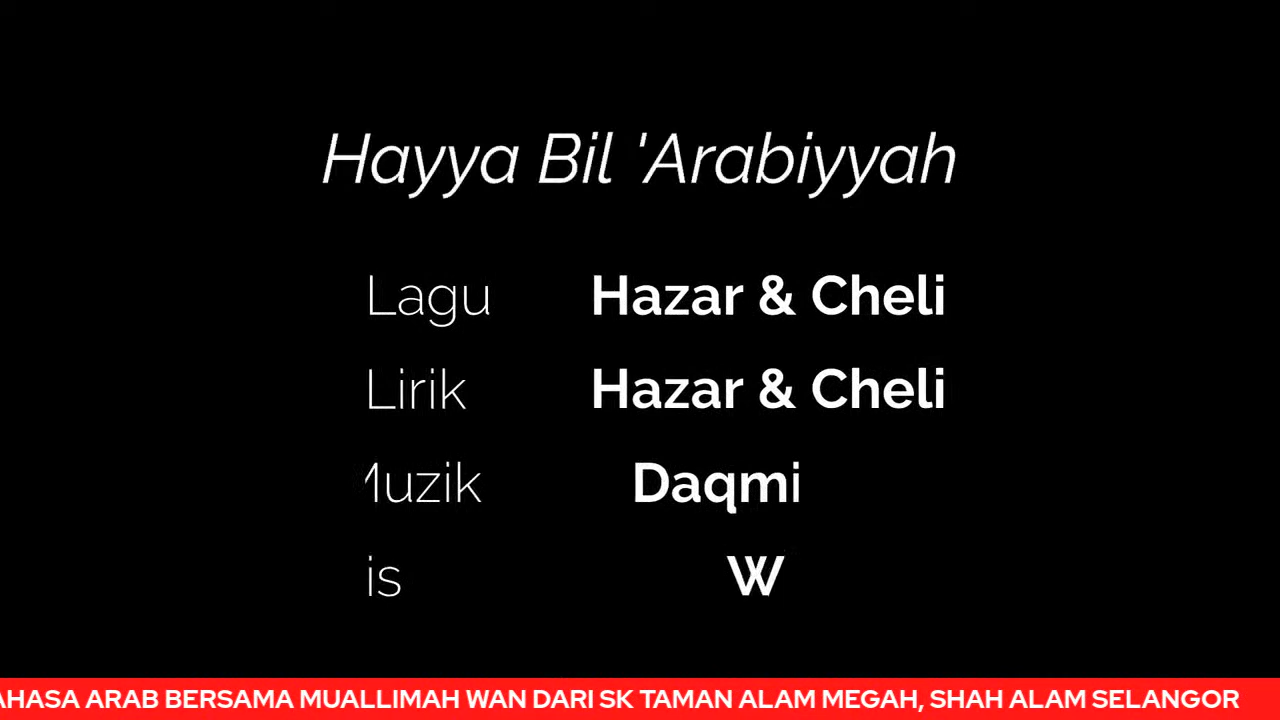 Hayya Bil 'Arabiyyah
Lagu Hazar & Cheli
Lirik Hazar & Cheli
Muzik Daqmi
is W
AHASA ARAB BERSAMA MUALLIMAH WAN DARI SK TAMAN ALAM MEGAH, SHAH ALAM SELANGOR